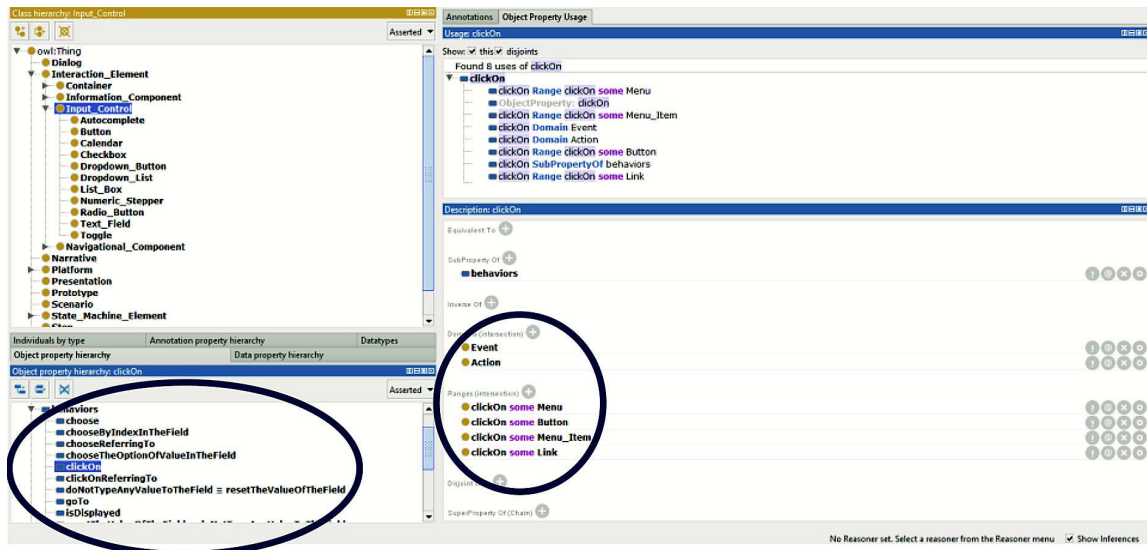 Class hierarchy: Input_Control
Asserted
owl:Thing
Dialog
Interaction_Element
Container
Information_Component
Input_Control
Autocomplete
Button
Calendar
Checkbox
Dropdown_Button
Dropdown_List
List_Box
Numeric_Stepper
Radio_Button
Text_Field
Toggle
Navigational_Component
Narrative
Platform
Presentation
Prototype
Scenario
State_Machine_Element
Individuals by type Annotation property hierarchy Datatypes
Object property hierarchy Data property hierarchy
Object property hierarchy: clickOn
Asserted
behaviors
choose
chooseByIndexInTheField
chooseReferringTo
chooseTheOptionOfValueInTheField
clickOn
clickOnReferringTo
doNotTypeAnyValueToTheField ≡ resetTheValueOfTheField
goTo
isDisplayed
Annotations Object Property Usage
Usage: clickOn
Show: this disjoints
Found 8 uses of clickOn
clickOn
clickOn Range clickOn some Menu
ObjectProperty: clickOn
clickOn Range clickOn some Menu_Item
clickOn Domain Event
clickOn Domain Action
clickOn Range clickOn some Button
clickOn SubPropertyOf behaviors
clickOn Range clickOn some Link
Description: clickOn
Equivalent To
SubProperty Of
behaviors
Inverse Of
(intersection)
Event
Action
Ranges (intersection)
clickOn some Menu
clickOn some Button
clickOn some Menu_Item
clickOn some Link
Disjoint
SuperProperty Of (Chain)
No Reasoner set. Select a reasoner from the Reasoner menu Show Inferences